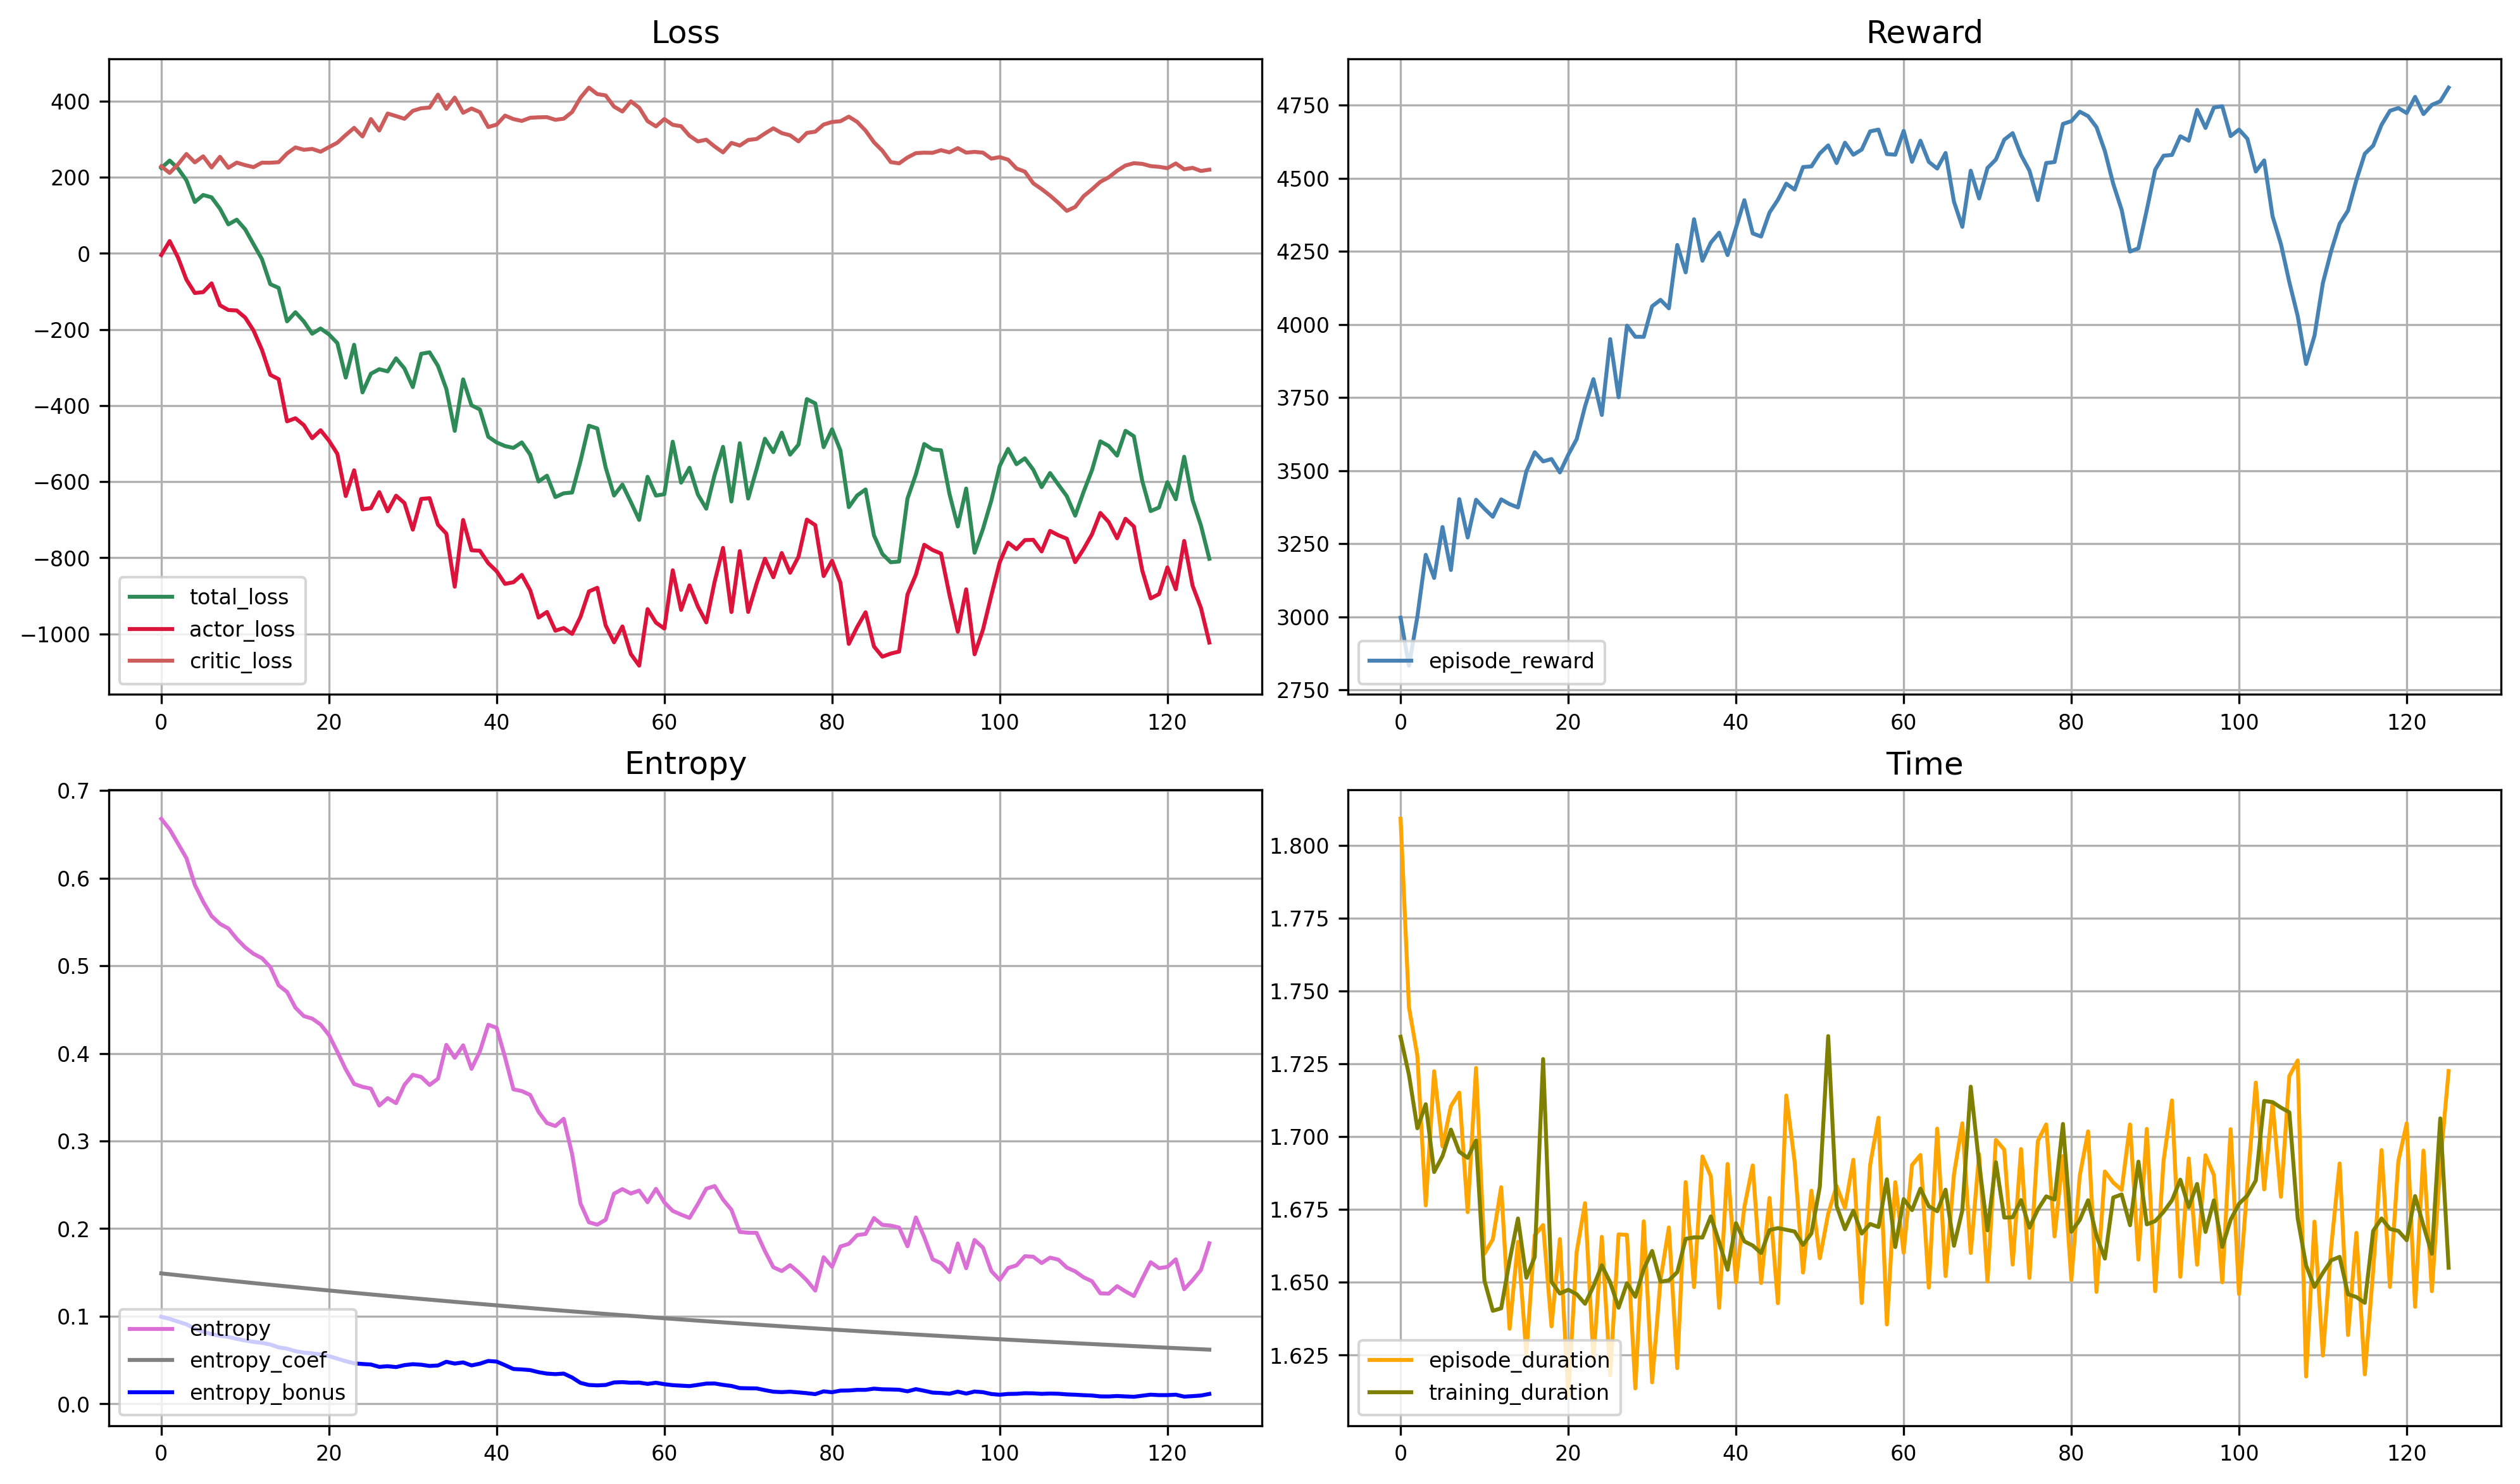 Loss
400
200
0
−200
−400
−600
−800
−1000
total_loss
actor_loss
critic_loss
0 20 40 60 80 100 120
Reward
4750
4500
4250
4000
3750
3500
3250
3000
2750
episode_reward
0 20 40 60 80 100 120
Entropy
0.7
0.6
0.5
0.4
0.3
0.2
0.1
0.0
entropy
entropy_coef
entropy_bonus
0 20 40 60 80 100 120
Time
1.800
1.775
1.750
1.725
1.700
1.675
1.650
1.625
episode_duration
training_duration
0 20 40 60 80 100 120